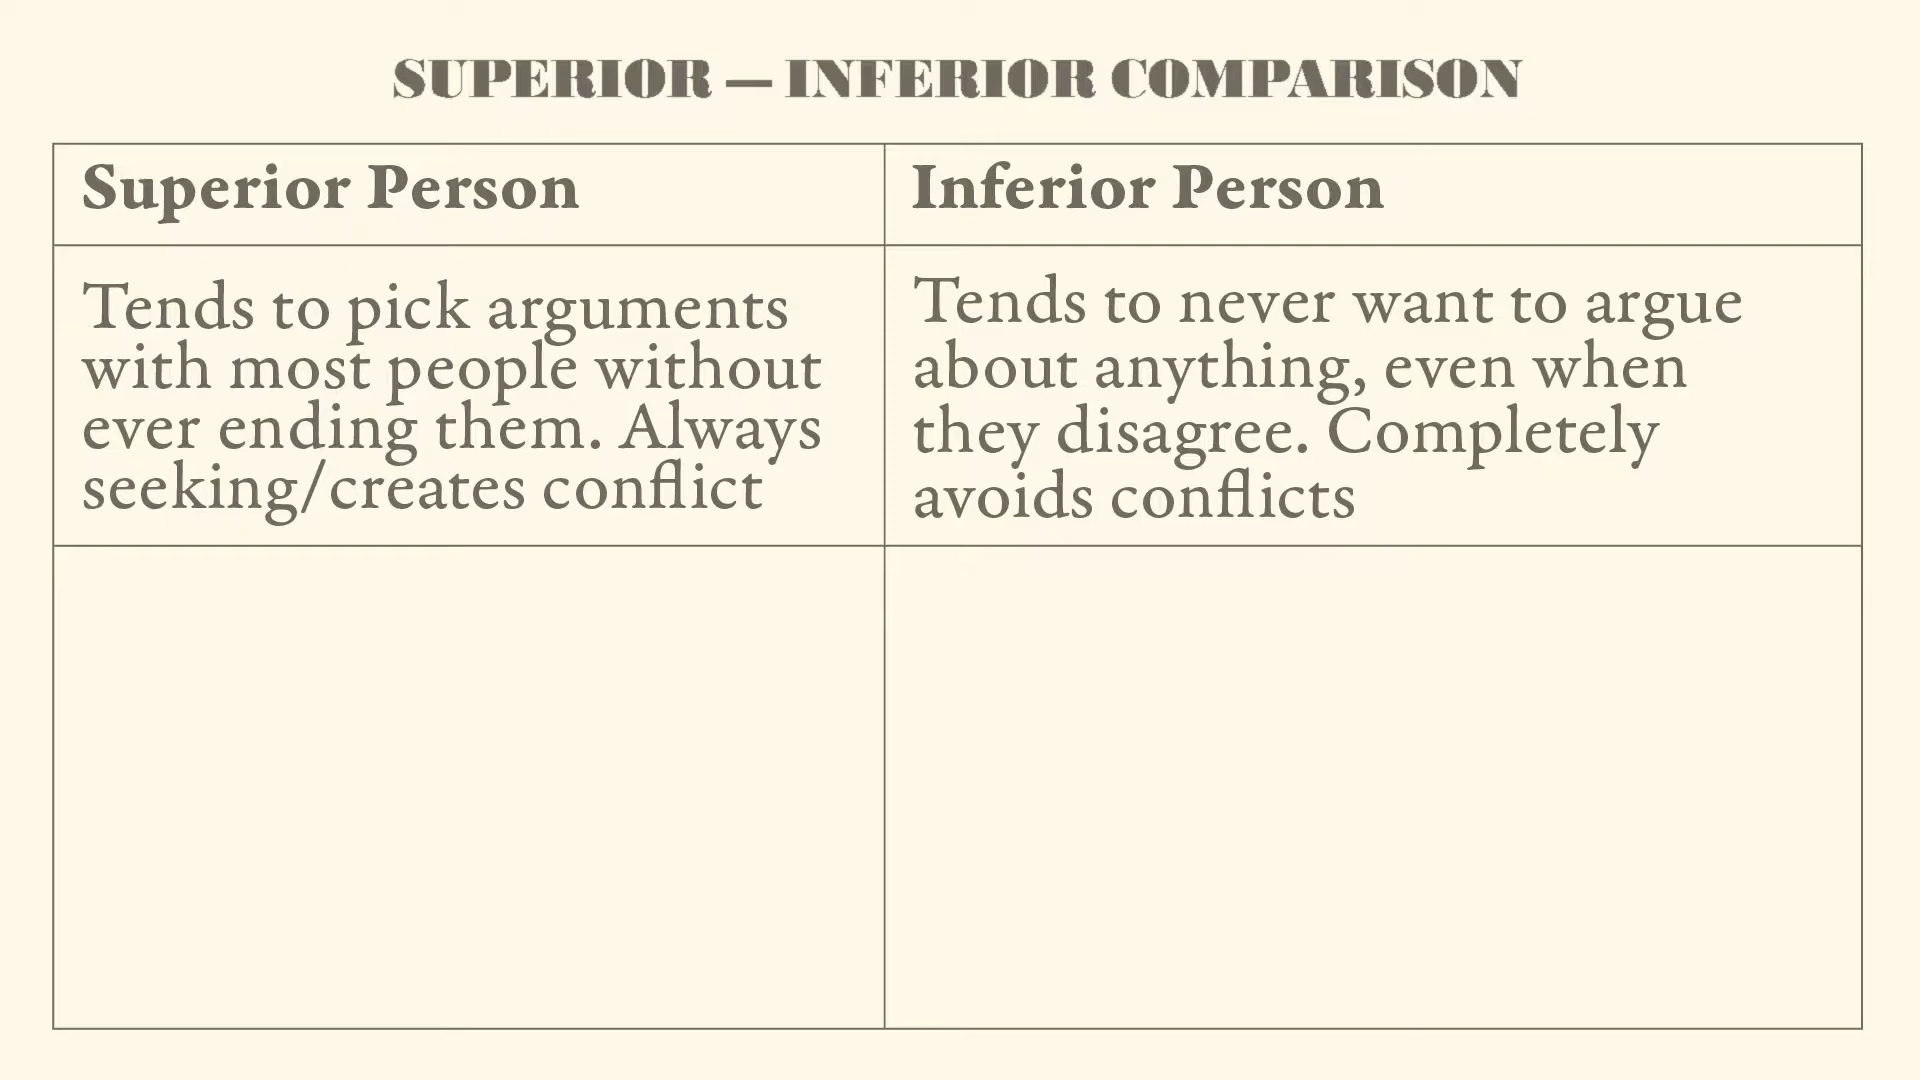 SUPERIOR — INFERIOR COMPARISON
Superior Person
Inferior Person
Tends to pick arguments
with most people without
ever ending them. Always
seeking/creates conflict
Tends to never want to argue
about anything, even when
they disagree. Completely
avoids conflicts